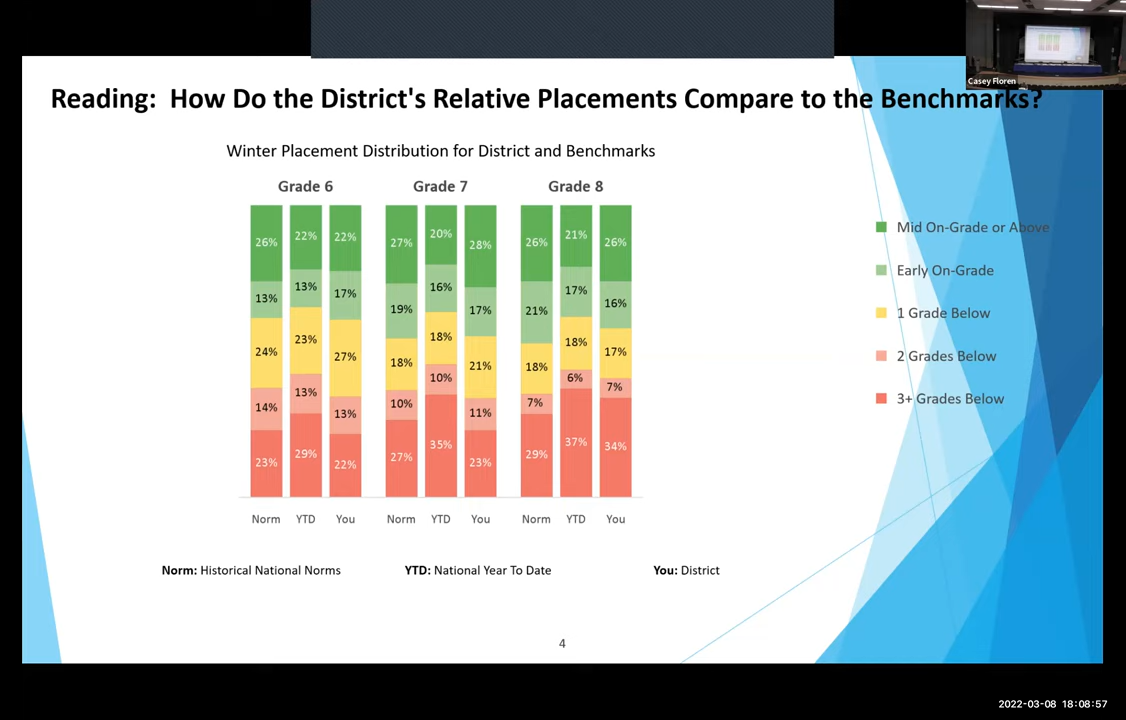 Casey Floren
Reading: How Do the District's Relative Placements Compare to the Benchmarks?
Winter Placement Distribution for District and Benchmarks
Grade 6 Grade 7 Grade 8
26% 22% 22% 27% 20% 28% 26% 21% 26%
13% 13% 17% 19% 16% 17% 21% 17% 16%
24% 23% 27% 18% 18% 21% 18% 18% 17%
14% 13% 13% 10% 10% 11% 7% 6% 7%
23% 29% 22% 27% 35% 23% 29% 37% 34%
Norm YTD You Norm YTD You Norm YTD You
Mid On-Grade or Above
Early On-Grade
1 Grade Below
2 Grades Below
3+ Grades Below
Norm: Historical National Norms YTD: National Year To Date You: District
4
2022-03-08 18:08:57